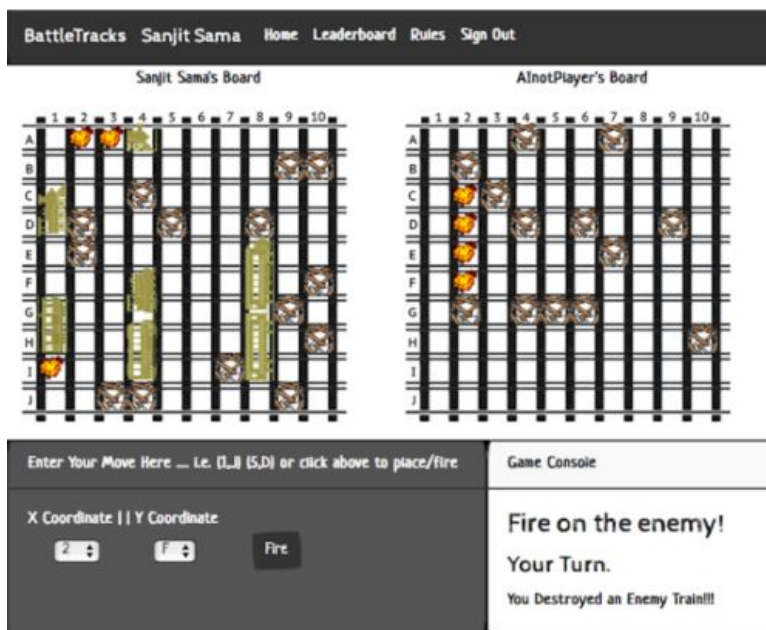 BattleTracks Sanjit Sama Home Leaderboard Rules Sign Out
Sanjit Sama's Board
AInotPlayer's Board
1 2 3 4 5 6 7 8 9 10
A
B
C
D
E
F
G
H
I
J
1 2 3 4 5 6 7 8 9 10
A
B
C
D
E
F
G
H
I
J
Enter Your Move Here .... i.e. (1,J) (5,D) or click above to place/fire
X Coordinate || Y Coordinate
2 F Fire
Game Console
Fire on the enemy!
Your Turn.
You Destroyed an Enemy Train!!!